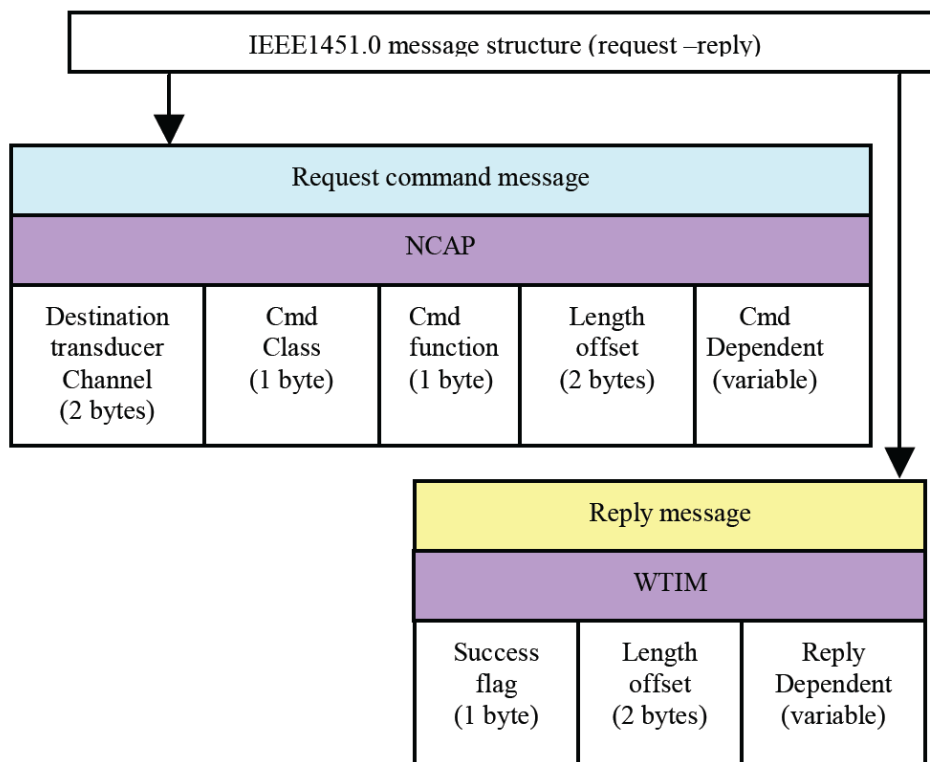 IEEE1451.0 message structure (request –reply)
Request command message
NCAP
Destination
transducer
Channel
(2 bytes)
Cmd
Class
(1 byte)
Cmd
function
(1 byte)
Length
offset
(2 bytes)
Cmd
Dependent
(variable)
Reply message
WTIM
Success
flag
(1 byte)
Length
offset
(2 bytes)
Reply
Dependent
(variable)